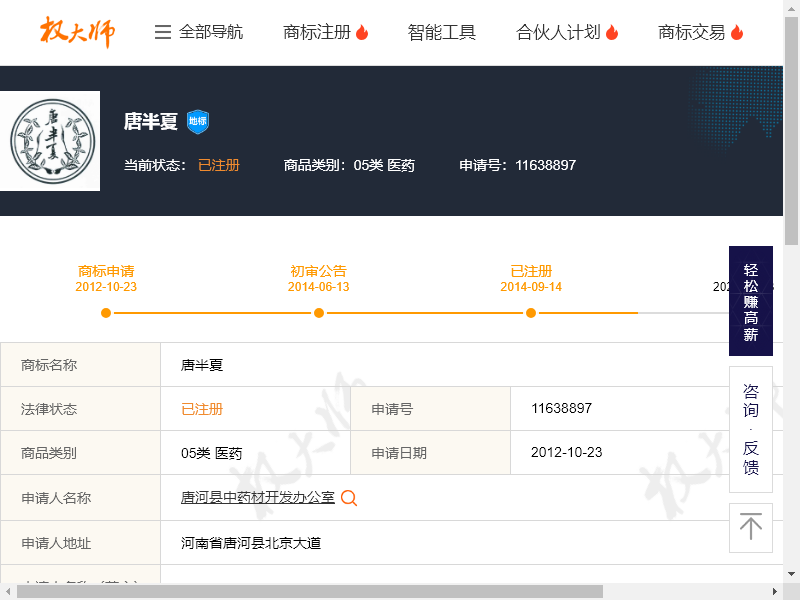 权大师
全部导航 商标注册 智能工具 合伙人计划 商标交易
唐半夏
唐半夏 地标
当前状态： 已注册 商品类别：05类 医药 申请号：11638897
商标申请 初审公告 已注册
2012-10-23 2014-06-13 2014-09-14
轻松赚高薪
商标名称 唐半夏
法律状态 已注册 申请号 11638897
商品类别 05类 医药 申请日期 2012-10-23
申请人名称 唐河县中药材开发办公室
申请人地址 河南省唐河县北京大道
咨询·反馈
权大师
权大